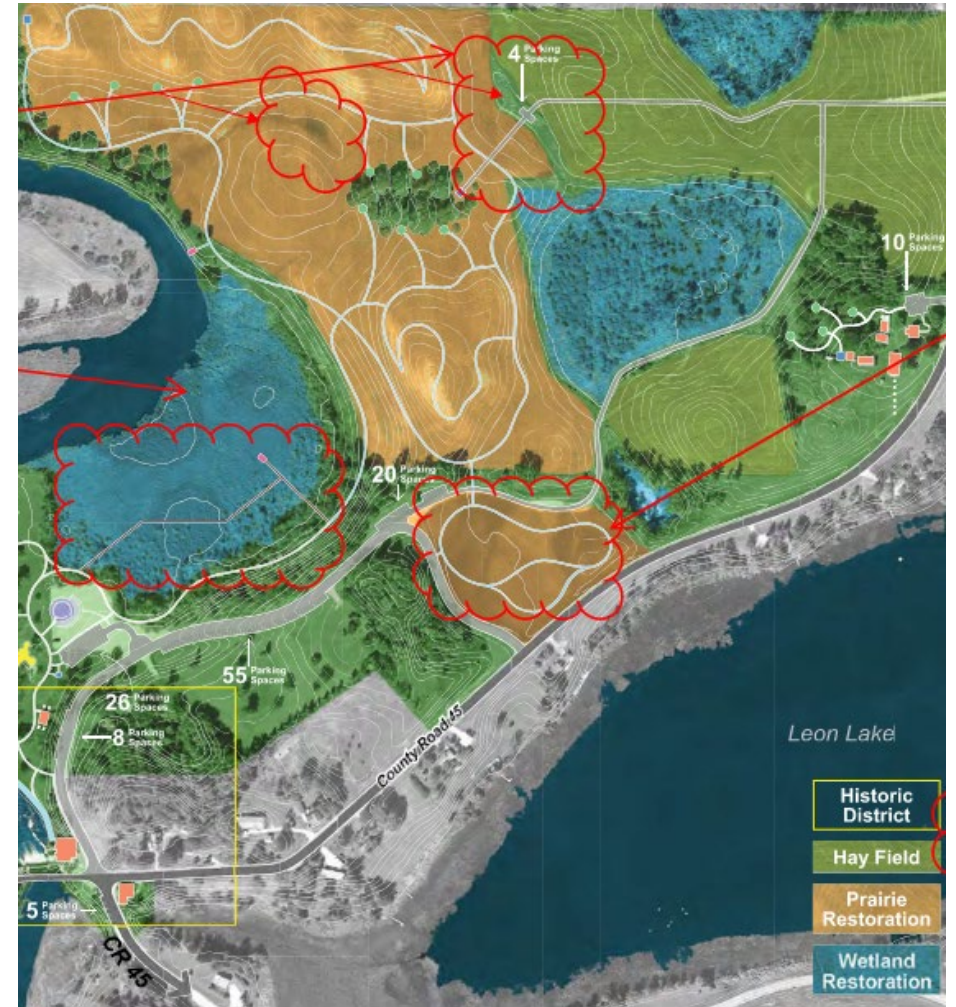 4 Parking
Spaces
10 Parking
Spaces
20 Parking
Spaces
55 Parking
Spaces
26 Parking
Spaces
8 Parking
Spaces
County Road 45
Leon Lake
Historic
District
Hay Field
5 Parking
Spaces
Prairie
Restoration
CR 45
Wetland
Restoration